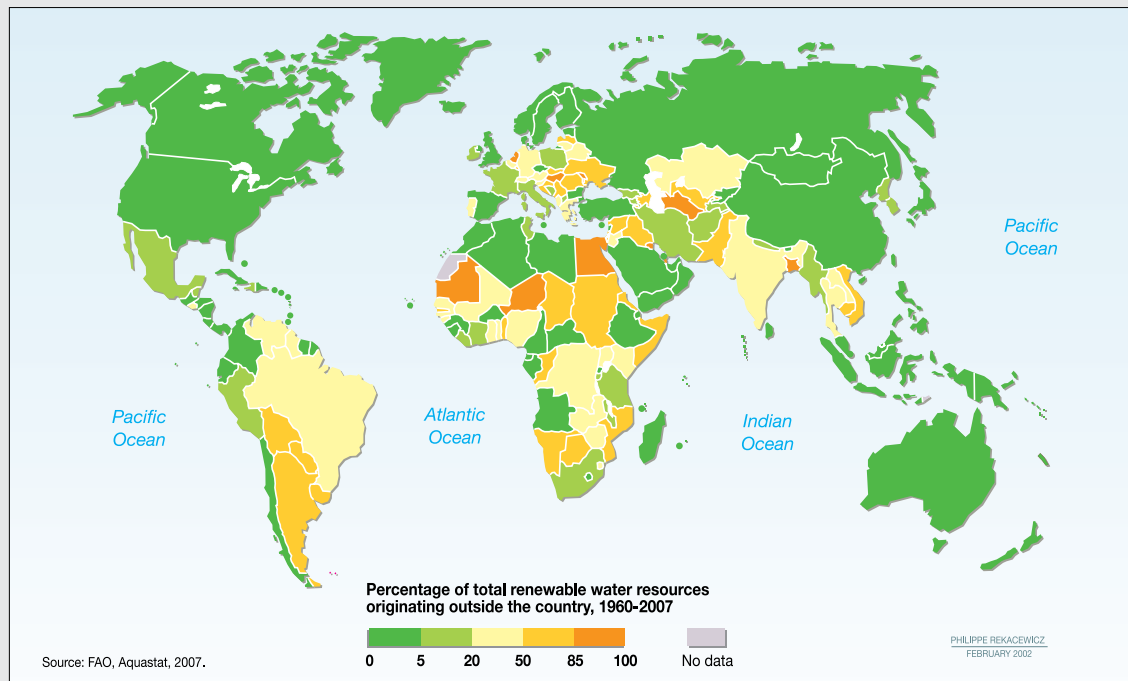 Pacific
Ocean
Pacific
Ocean
Atlantic
Ocean
Indian
Ocean
Percentage of total renewable water resources
originating outside the country, 1960-2007
0 5 20 50 85 100 No data
Source: FAO, Aquastat, 2007.
PHILIPPE REKACEWICZ
FEBRUARY 2002